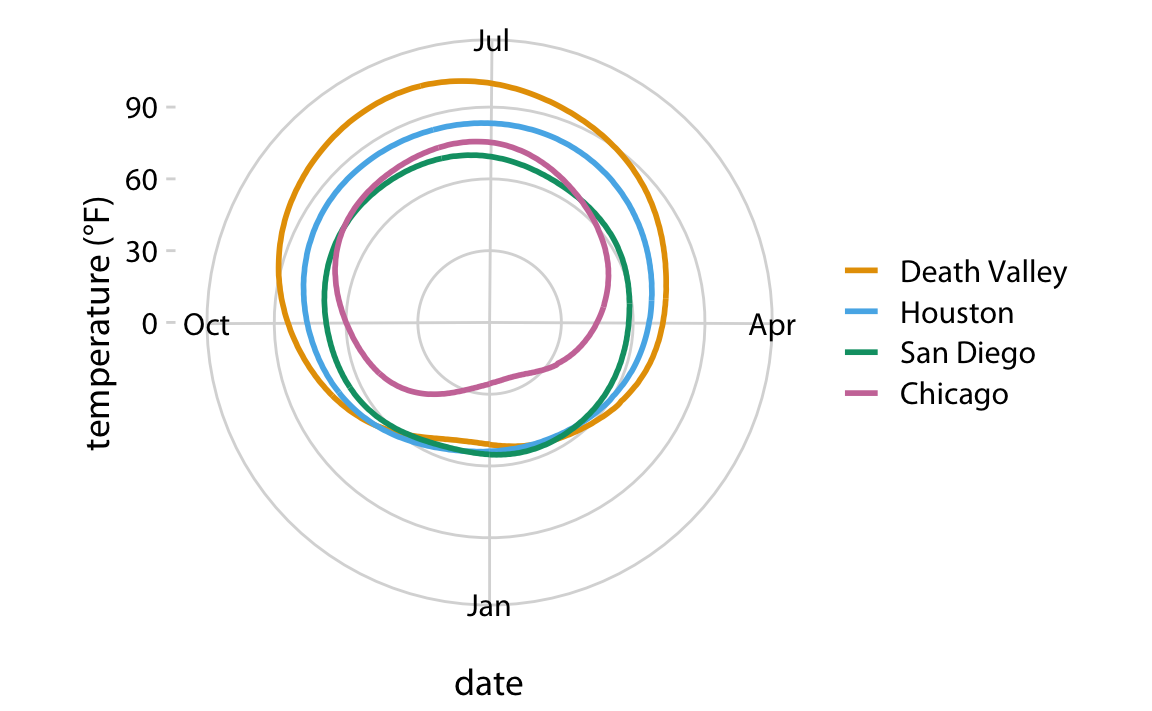 Jul
90
60
30
0
Oct
Apr
Jan
temperature (°F)
date
Death Valley
Houston
San Diego
Chicago